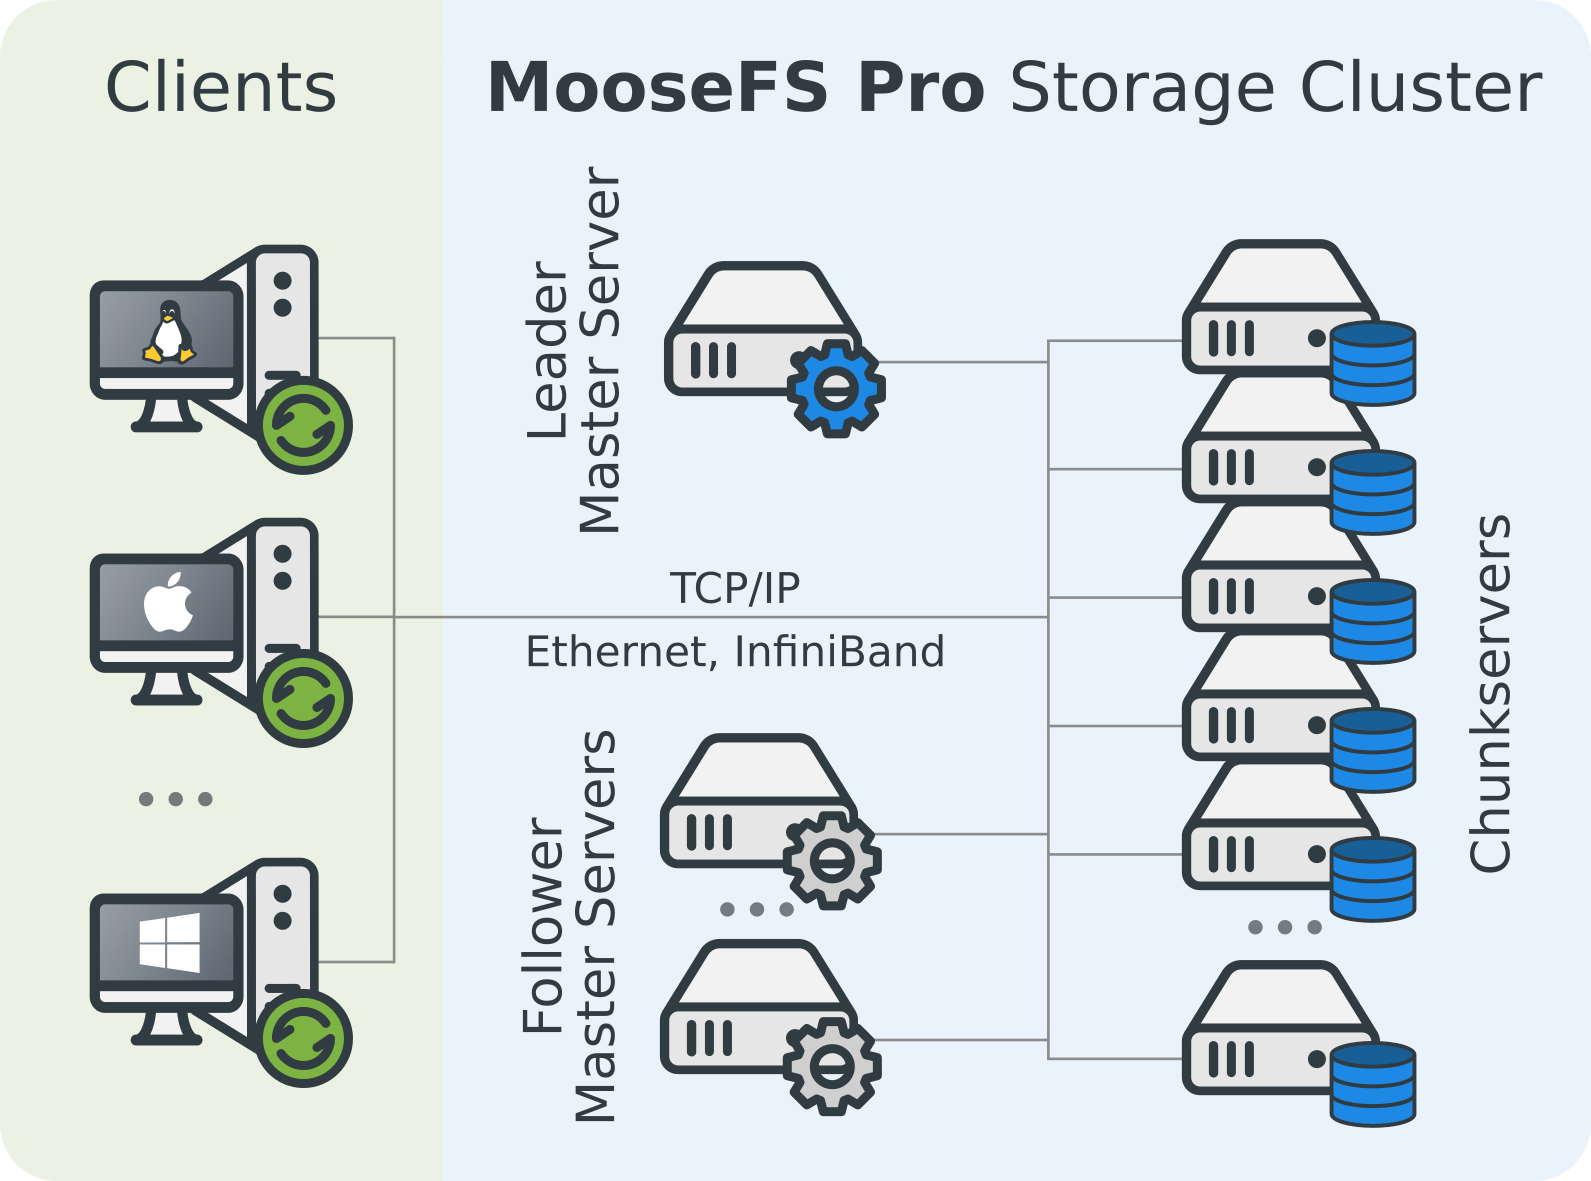 Clients
MooseFS Pro Storage Cluster
Leader
Master Server
TCP/IP
Ethernet, InfiniBand
Follower
Master Servers
Chunkservers